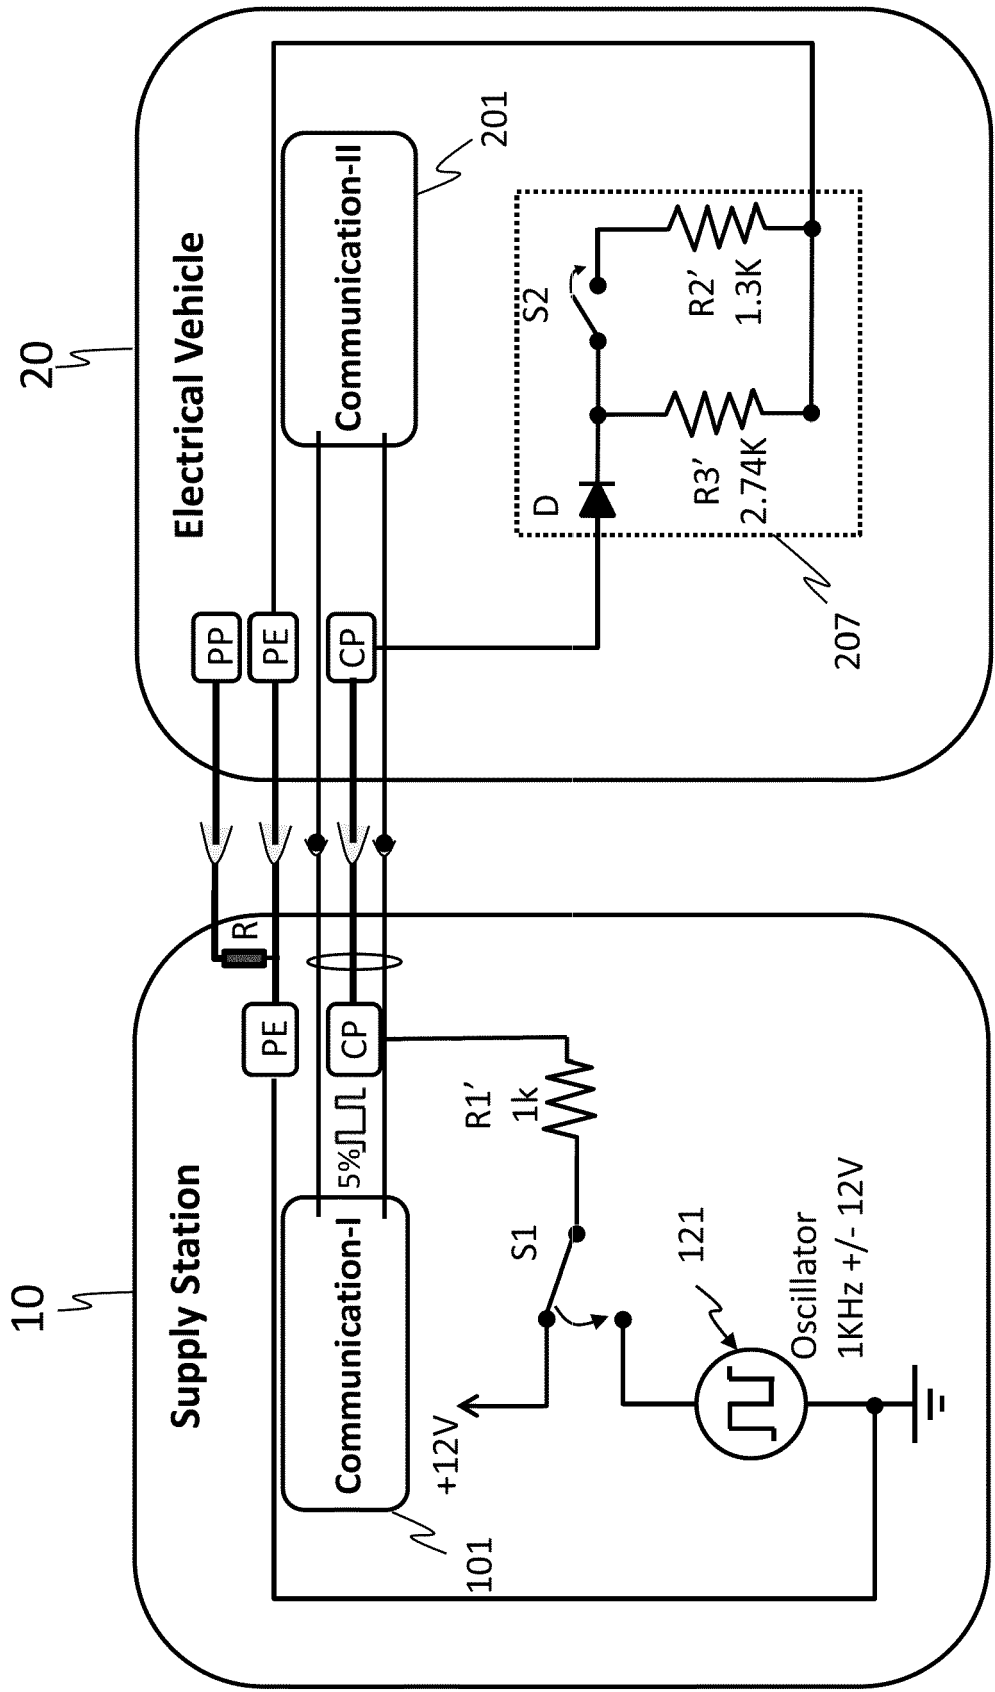 10
20
Supply Station
Electrical Vehicle
PP
PE
PE
R
Communication-I
5%
CP
CP
Communication-II
101
201
+12V
S1
R1'
1k
D
S2
121
R3'
2.74K
R2'
1.3K
Oscillator
1KHz +/- 12V
207